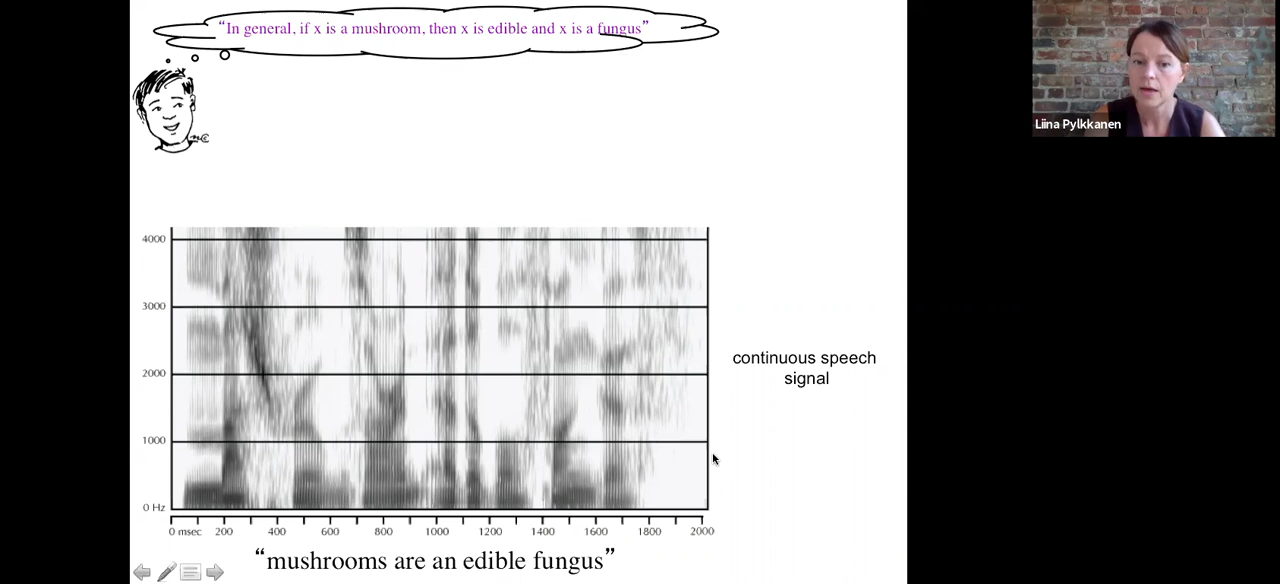 “In general, if x is a mushroom, then x is edible and x is a fungus”
Liina Pylkkanen
4000
3000
2000
1000
0 Hz
continuous speech
signal
0 msec 200 400 600 800 1000 1200 1400 1600 1800 2000
“mushrooms are an edible fungus”